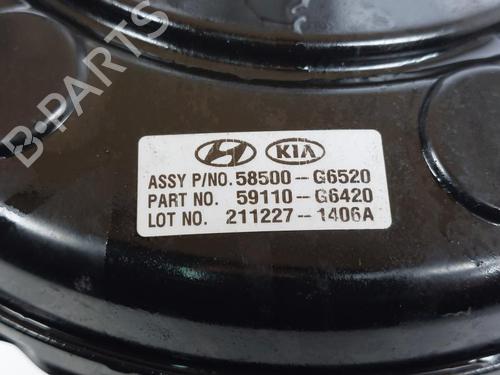 KIA
ASSY P/NO. 58500-G6520
PART NO. 59110-G6420
LOT NO. 211227-1406A
B-PARTS